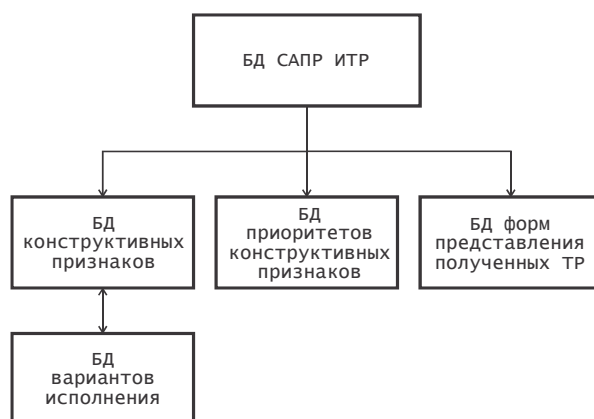 БД САПР ИТР
БД
конструктивных
признаков
БД
приоритетов
конструктивных
признаков
БД форм
представления
полученных ТР
БД
вариантов
исполнения